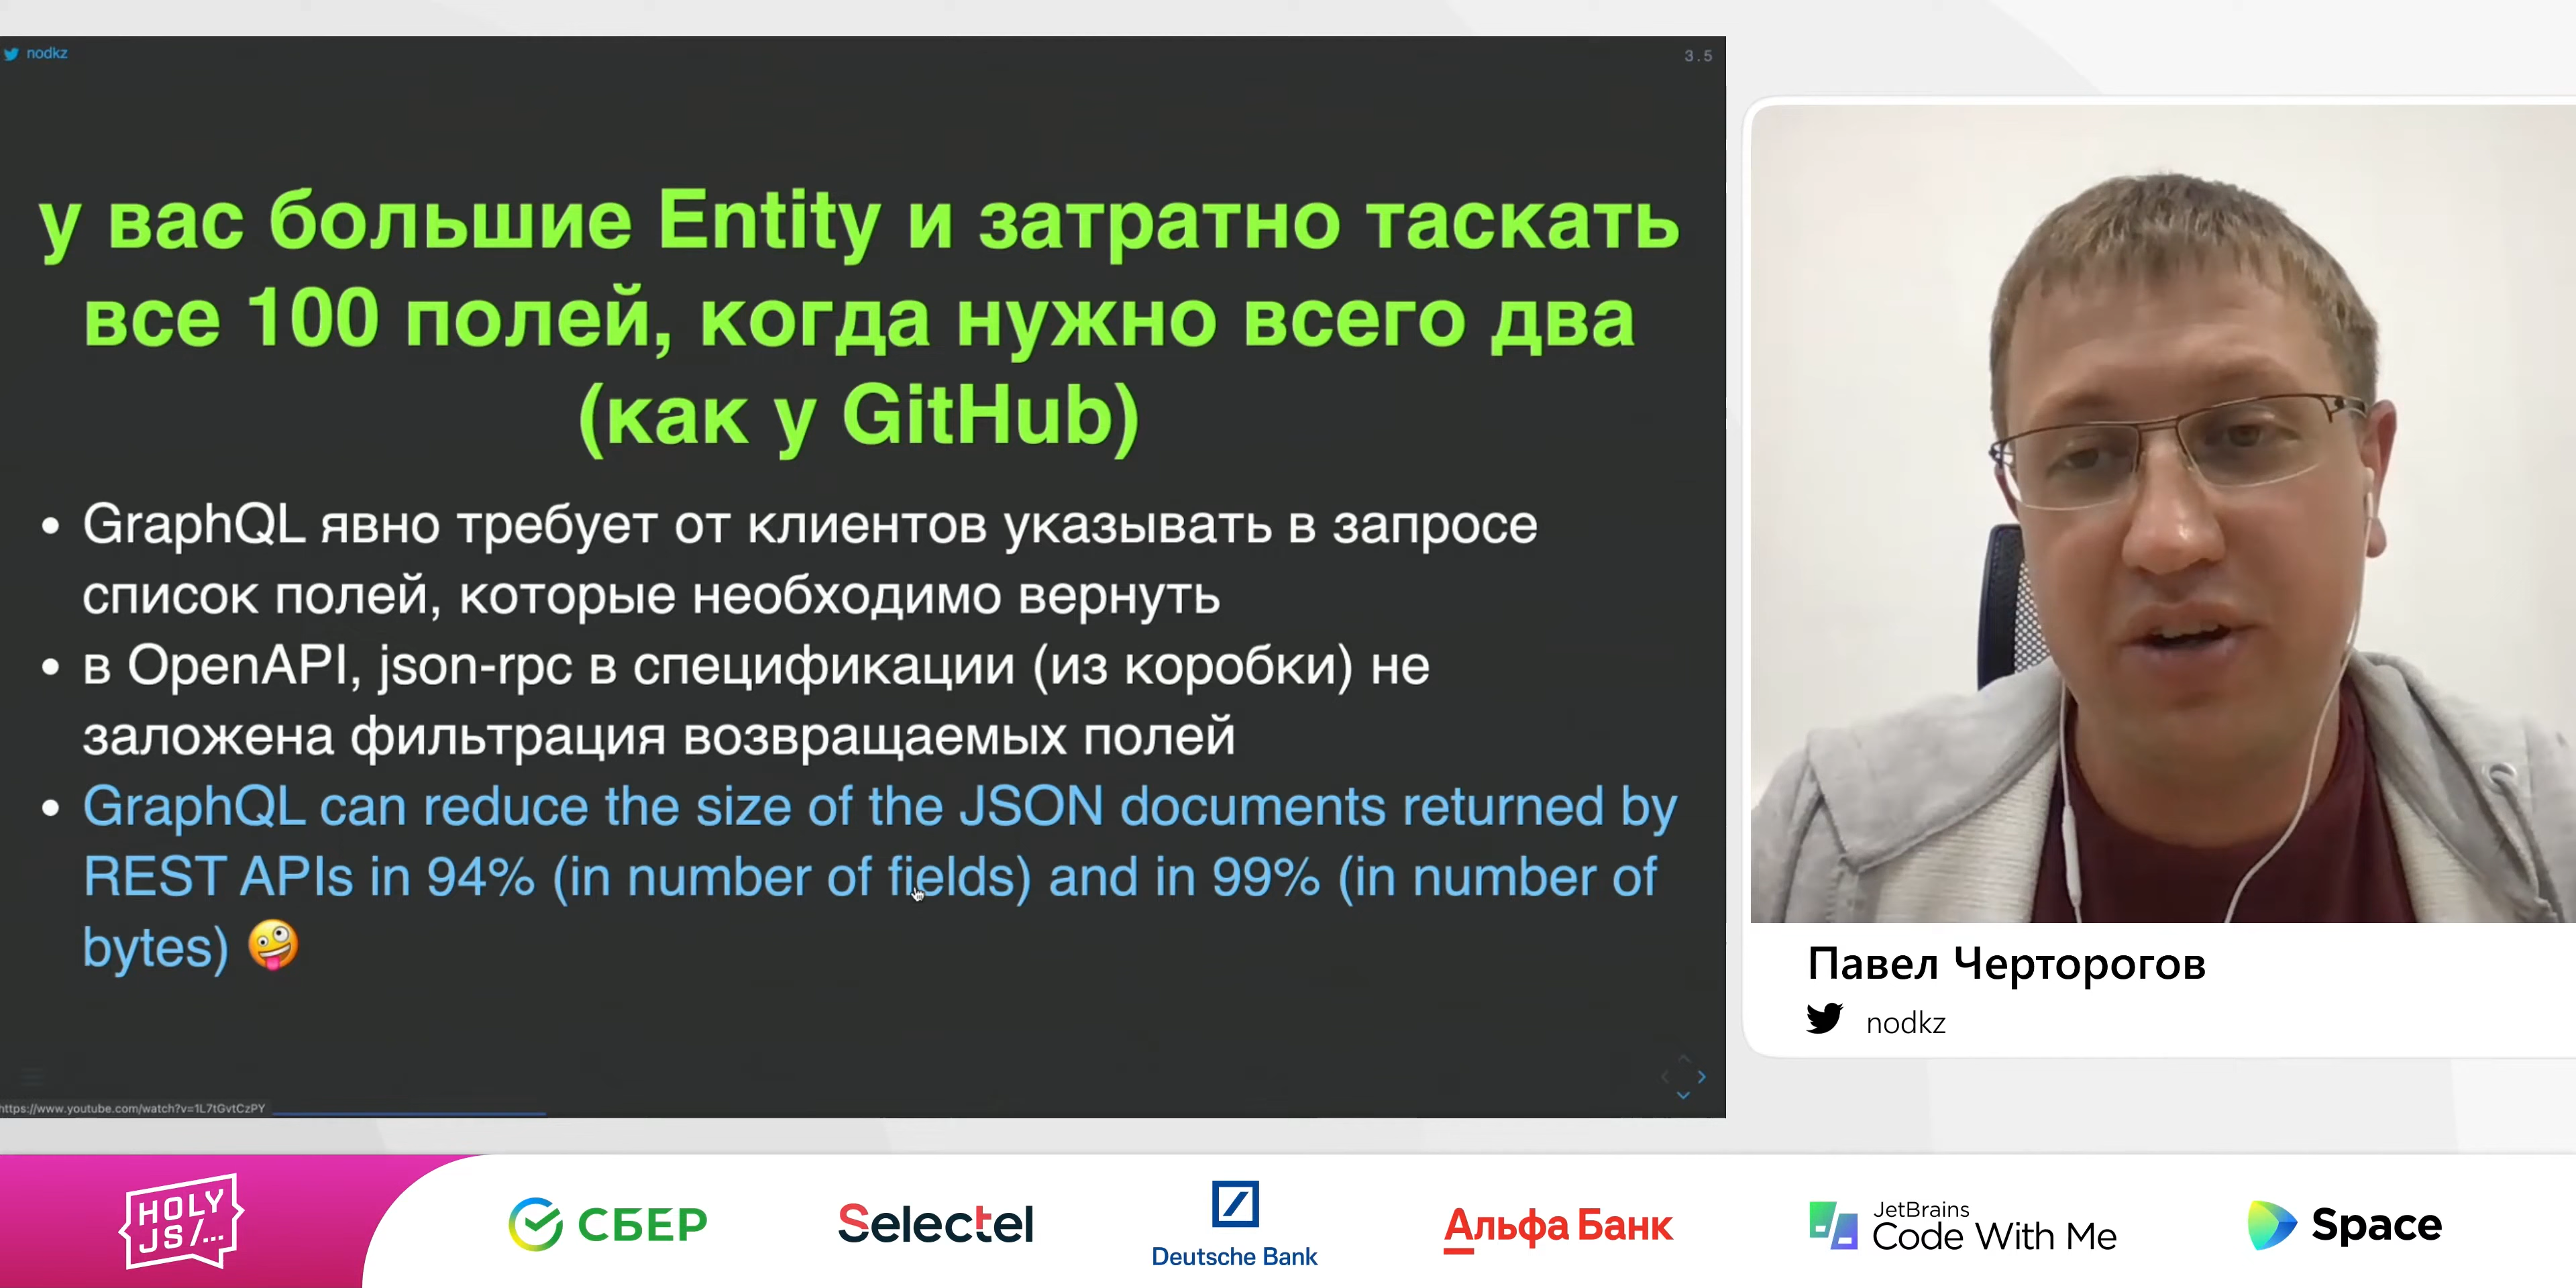 nodkz
3.5
у вас большие Entity и затратно таскать
все 100 полей, когда нужно всего два
(как у GitHub)
• GraphQL явно требует от клиентов указывать в запросе
список полей, которые необходимо вернуть
• в OpenAPI, json-rpc в спецификации (из коробки) не
заложена фильтрация возвращаемых полей
• GraphQL can reduce the size of the JSON documents returned by
REST APIs in 94% (in number of fields) and in 99% (in number of
bytes) 🤪
https://www.youtube.com/watch?v=1L7tGvtCzPY
Павел Черторогов
nodkz
HOLY
JS/...
СБЕР
Selectel
Deutsche Bank
Альфа Банк
JetBrains
Code With Me
Space